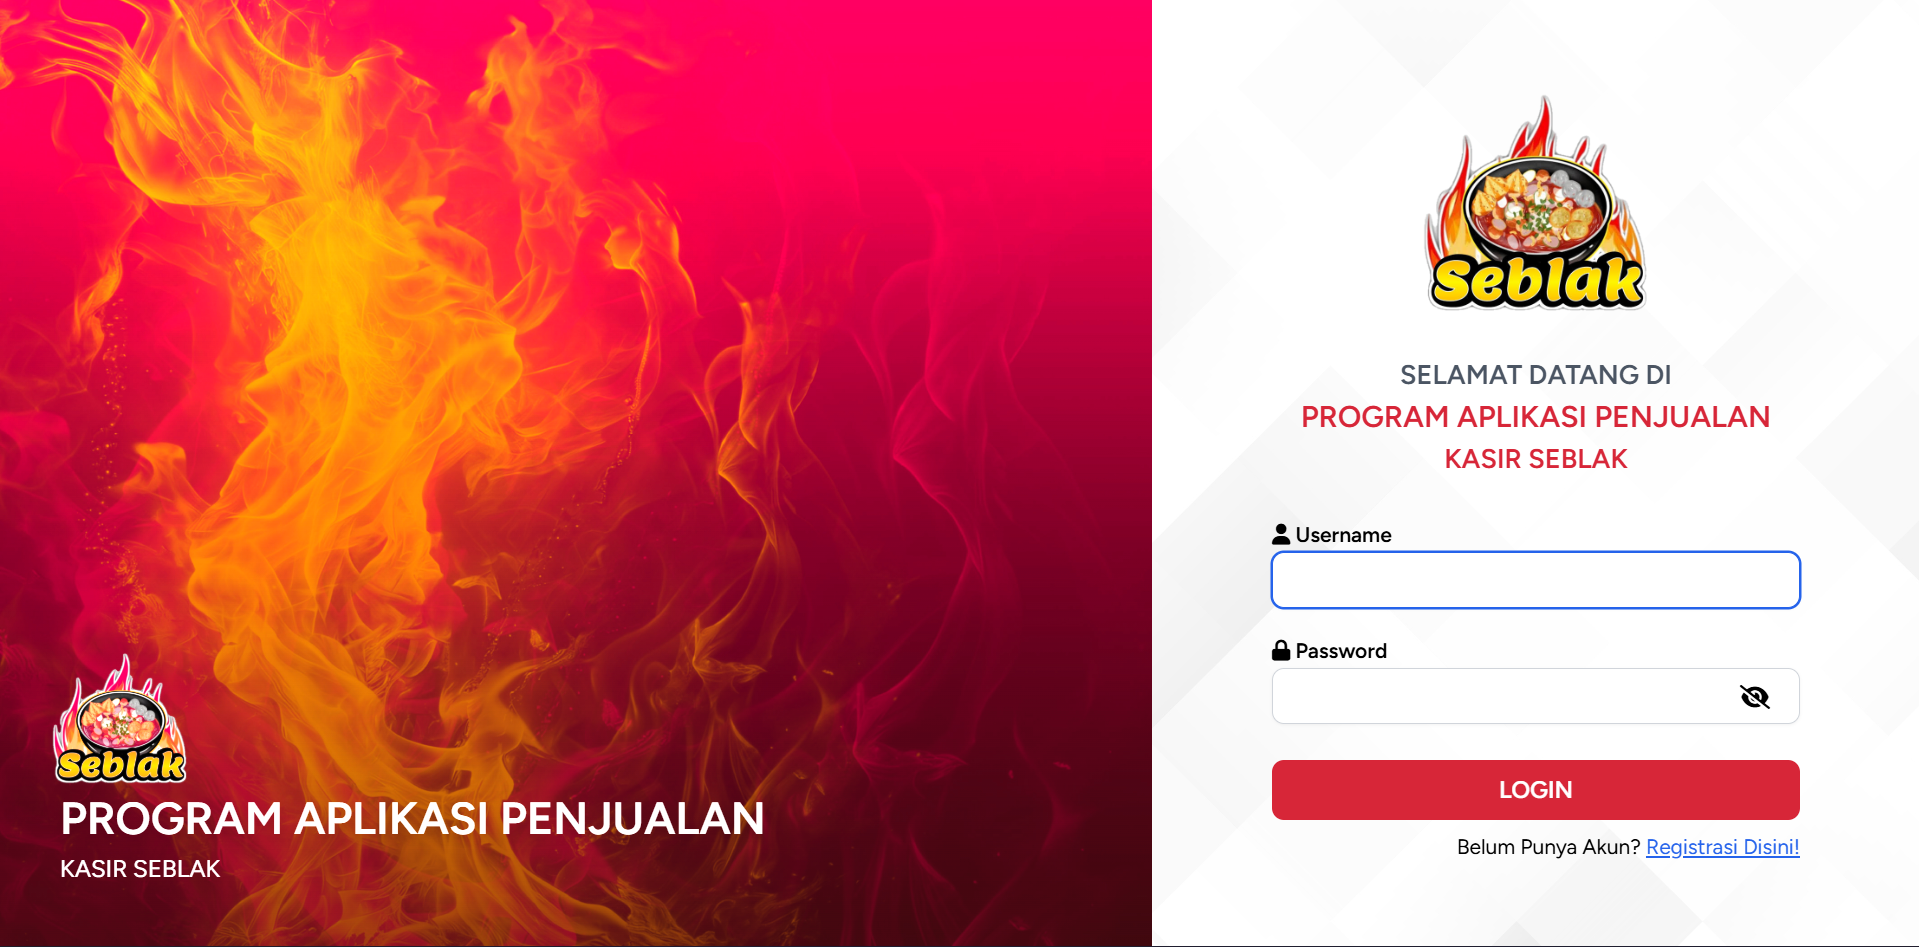 Seblak
PROGRAM APLIKASI PENJUALAN
KASIR SEBLAK
Seblak
SELAMAT DATANG DI
PROGRAM APLIKASI PENJUALAN
KASIR SEBLAK
Username
Password
LOGIN
Belum Punya Akun? Registrasi Disini!